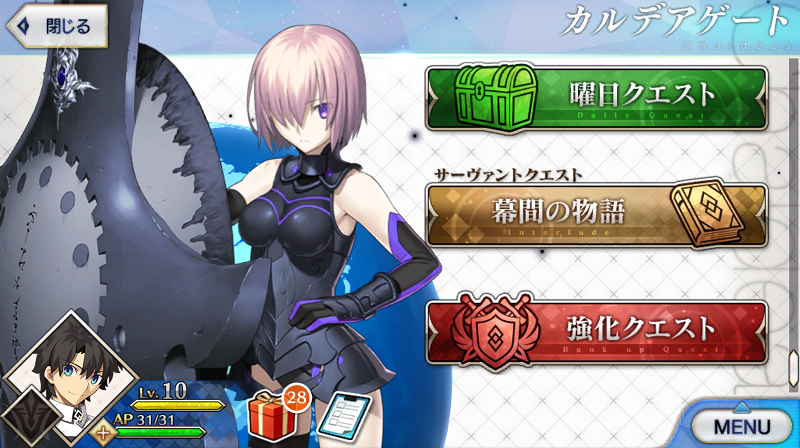 閉じる
カルデアゲート
曜日クエスト
Daily Quest
サーヴァントクエスト
幕間の物語
Interlude
強化クエスト
Rank up Quest
Lv. 10
AP 31/31
28
MENU